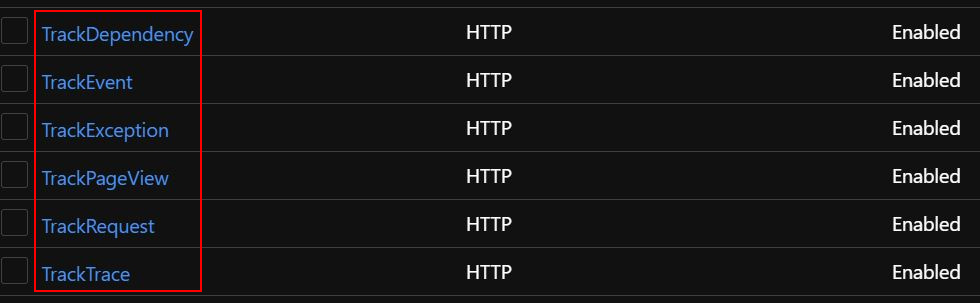 TrackDependency HTTP Enabled
TrackEvent HTTP Enabled
TrackException HTTP Enabled
TrackPageView HTTP Enabled
TrackRequest HTTP Enabled
TrackTrace HTTP Enabled